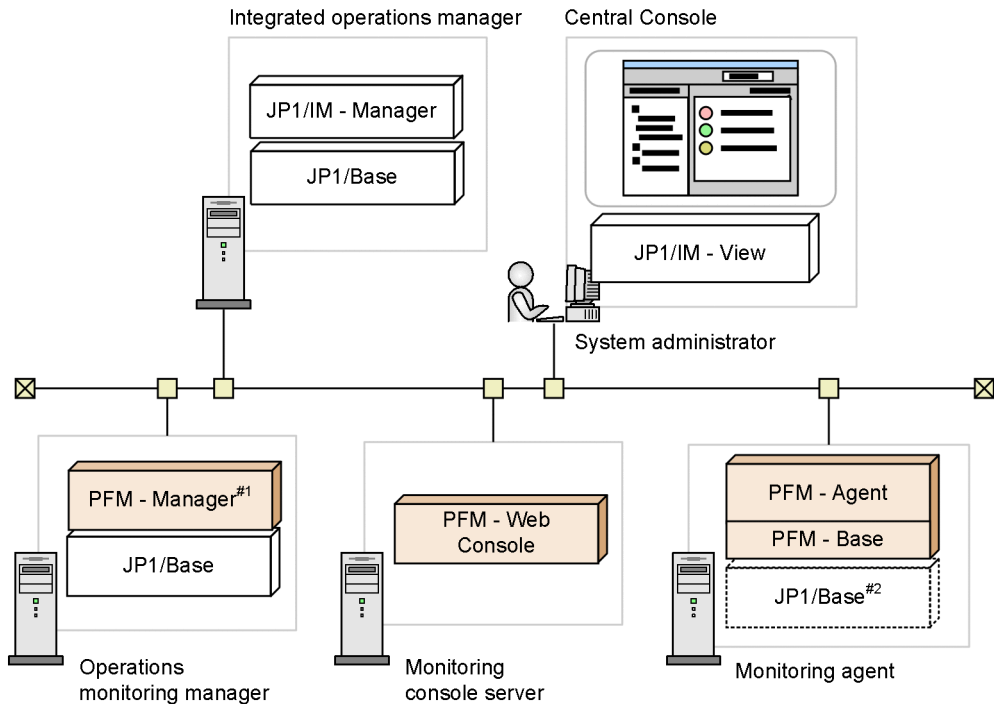 Integrated operations manager
Central Console
JP1/IM - Manager
JP1/Base
JP1/IM - View
System administrator
PFM - Manager#1
JP1/Base
Operations
monitoring manager
PFM - Web
Console
Monitoring
console server
PFM - Agent
PFM - Base
JP1/Base#2
Monitoring agent